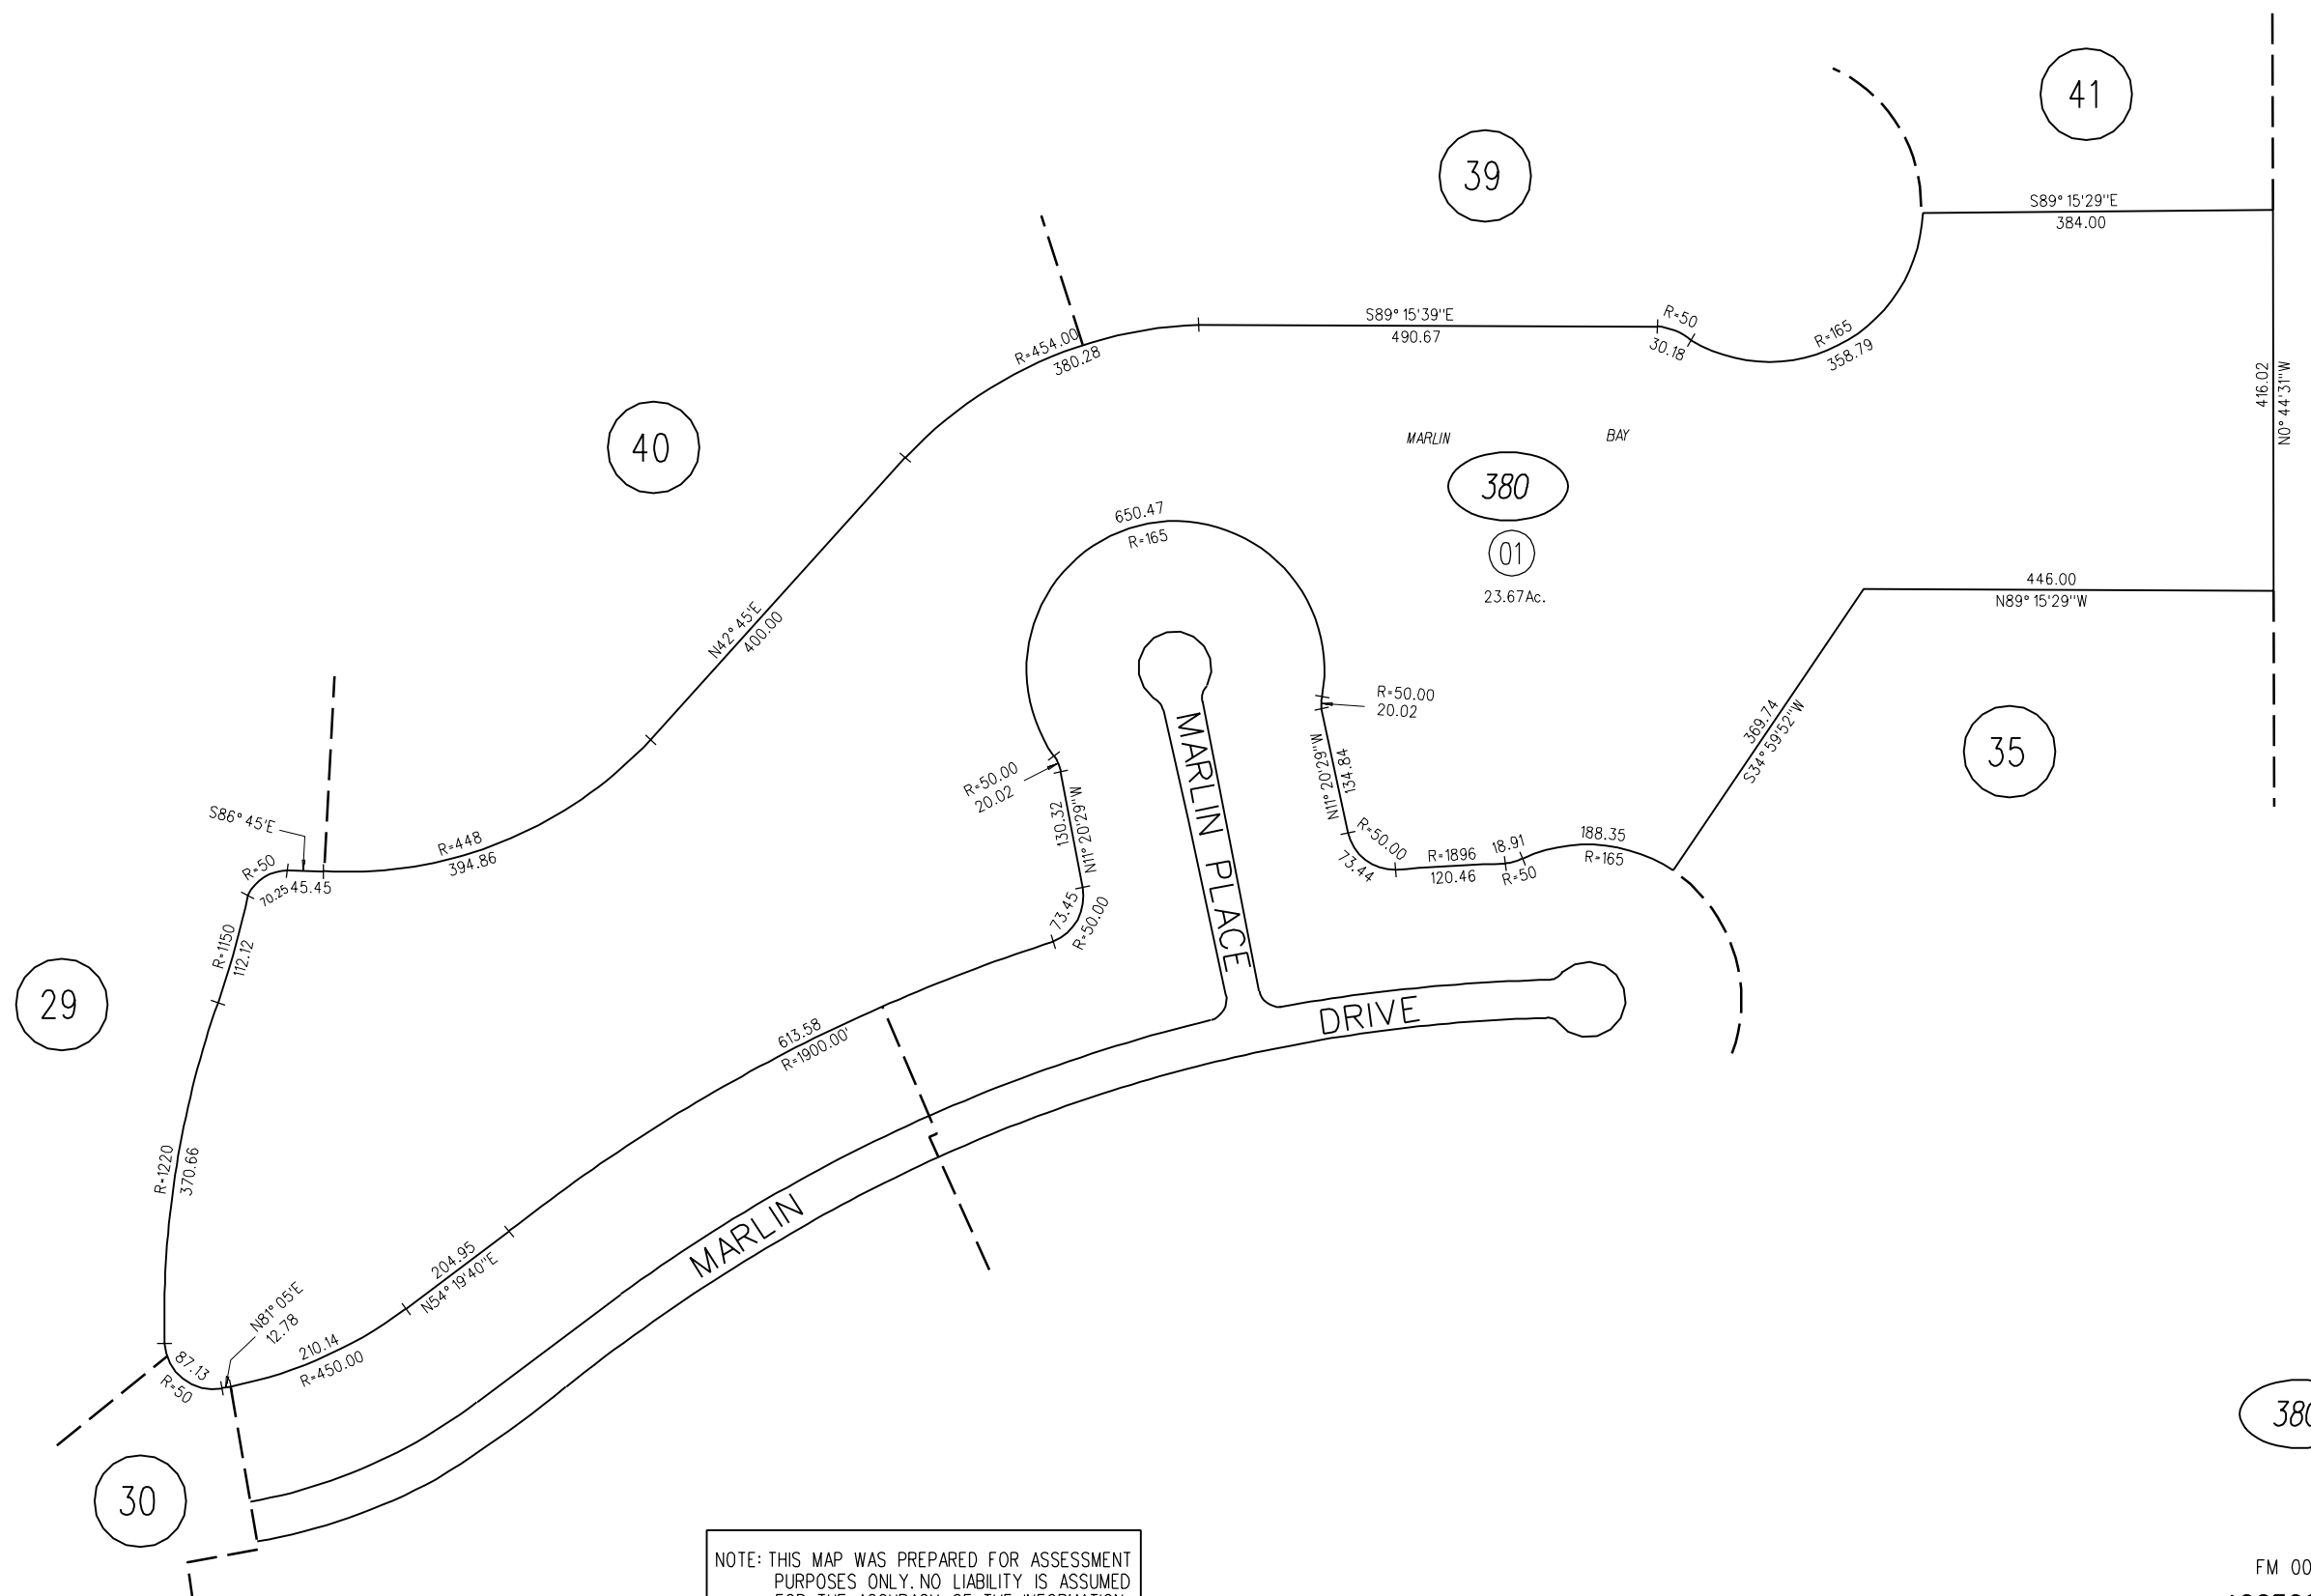 41
39
S89°15'29"E
384.00
R=454.00
380.28
S89°15'39"E
490.67
R=50
30.18
R=165
358.79
416.02
N0°44'31"W
40
MARLIN BAY
380
01
23.67Ac.
650.47
R=165
446.00
N89°15'29"W
N42°45'E
400.00
R=50.00
20.02
369.74
S34°59'52"W
35
N11°20'29"W
134.84
R=50.00
20.02
130.32
N11°20'29"W
MARLIN PLACE
S86°45'E
R=448
394.86
R=50
70.25
45.45
R=50.00
73.44
R=1896
120.46
18.91
R=50
188.35
R=165
73.45
R=50.00
R=1150
112.12
29
613.58
R=1900.00'
DRIVE
R=1220
370.66
MARLIN
204.95
N54°19'40"E
N81°05'E
12.78
210.14
R=450.00
87.13
R=50
30
380
NOTE: THIS MAP WAS PREPARED FOR ASSESSMENT
PURPOSES ONLY. NO LIABILITY IS ASSUMED
FM 00